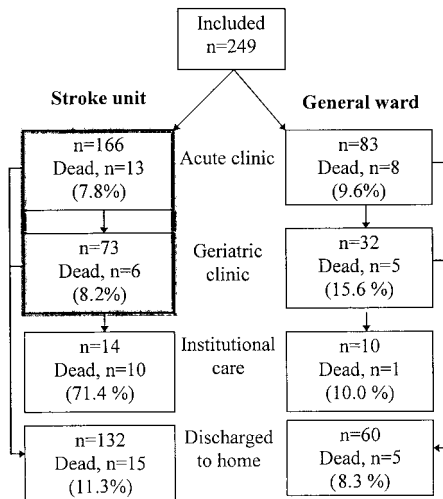 Included
n=249
Stroke unit
General ward
n=166
Dead, n=13
(7.8%)
Acute clinic
n=83
Dead, n=8
(9.6%)
n=73
Dead, n=6
(8.2%)
Geriatric
clinic
n=32
Dead, n=5
(15.6 %)
n=14
Dead, n=10
(71.4 %)
Institutional
care
n=10
Dead, n=1
(10.0 %)
n=132
Dead, n=15
(11.3%)
Discharged
to home
n=60
Dead, n=5
(8.3 %)